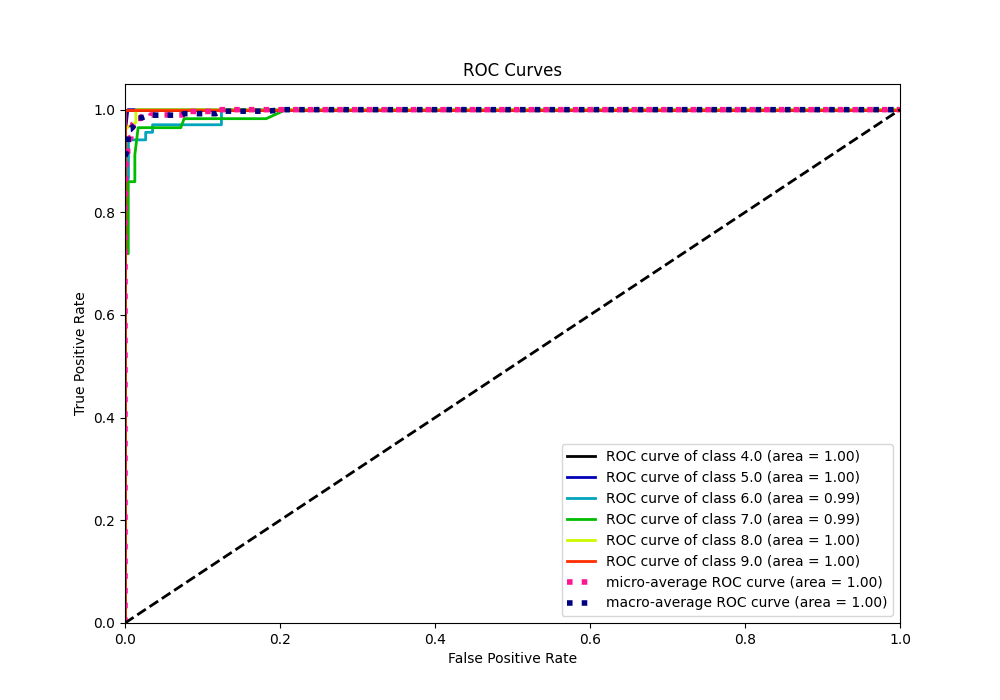 ROC Curves
True Positive Rate
1.0
0.8
0.6
0.4
0.2
0.0
ROC curve of class 4.0 (area = 1.00)
ROC curve of class 5.0 (area = 1.00)
ROC curve of class 6.0 (area = 0.99)
ROC curve of class 7.0 (area = 0.99)
ROC curve of class 8.0 (area = 1.00)
ROC curve of class 9.0 (area = 1.00)
micro-average ROC curve (area = 1.00)
macro-average ROC curve (area = 1.00)
0.0 0.2 0.4 0.6 0.8 1.0
False Positive Rate